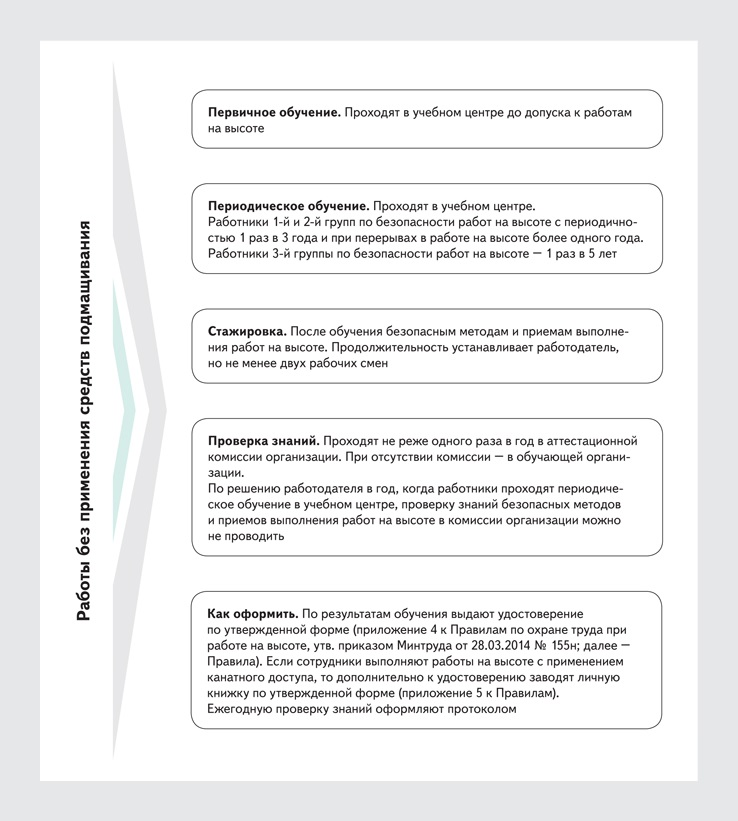 Работы без применения средств подмащивания
Первичное обучение. Проходят в учебном центре до допуска к работам
на высоте
Периодическое обучение. Проходят в учебном центре.
Работники 1-й и 2-й групп по безопасности работ на высоте с периодично-
стью 1 раз в 3 года и при перерывах в работе на высоте более одного года.
Работники 3-й группы по безопасности работ на высоте — 1 раз в 5 лет
Стажировка. После обучения безопасным методам и приемам выполне-
ния работ на высоте. Продолжительность устанавливает работодатель,
но не менее двух рабочих смен
Проверка знаний. Проходят не реже одного раза в год в аттестационной
комиссии организации. При отсутствии комиссии — в обучающей органи-
зации.
По решению работодателя в год, когда работники проходят периодиче-
ское обучение в учебном центре, проверку знаний безопасных методов
и приемов выполнения работ на высоте в комиссии организации можно
не проводить
Как оформить. По результатам обучения выдают удостоверение
по утвержденной форме (приложение 4 к Правилам по охране труда при
работе на высоте, утв. приказом Минтруда от 28.03.2014 № 155н; далее —
Правила). Если сотрудники выполняют работы на высоте с применением
канатного доступа, то дополнительно к удостоверению заводят личную
книжку по утвержденной форме (приложение 5 к Правилам).
Ежегодную проверку знаний оформляют протоколом